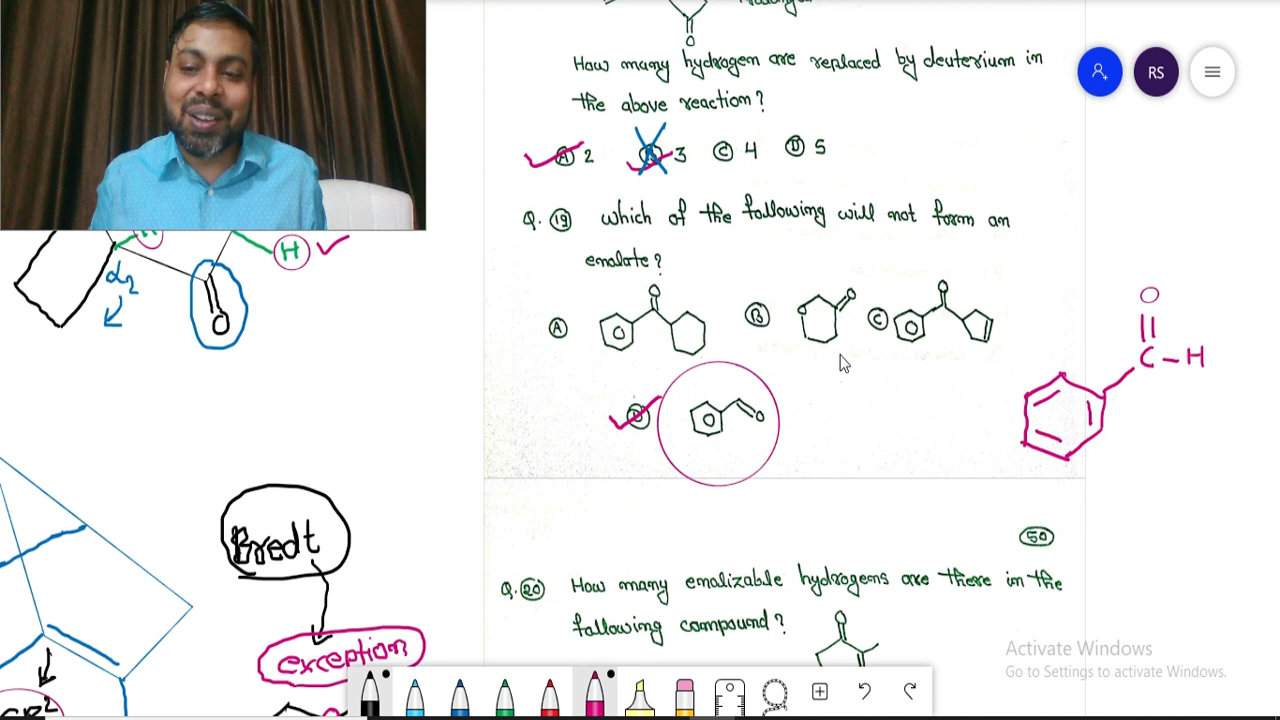 How many hydrogen are replaced by deuterium in
the above reaction?
A 2 3 C 4 D 5
Q. 19 which of the following will not form an
enolate?
A B C
D
O
C-H
H
α2
O
Bredt
exception
50
Q. 20 How many enolizable hydrogens are there in the
following compound?
RS
Activate Windows
Go to Settings to activate Windows.